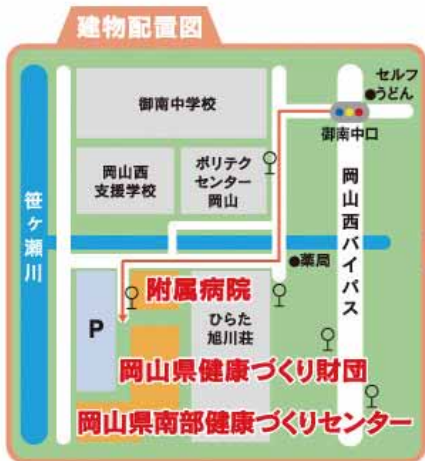 建物配置図
セルフ
●うどん
御南中学校
御南中口
岡山西
支援学校
ポリテク
センター
岡山
笹ヶ瀬川
岡山西バイパス
●薬局
附属病院
P
ひらた
旭川荘
岡山県健康づくり財団
岡山県南部健康づくりセンター